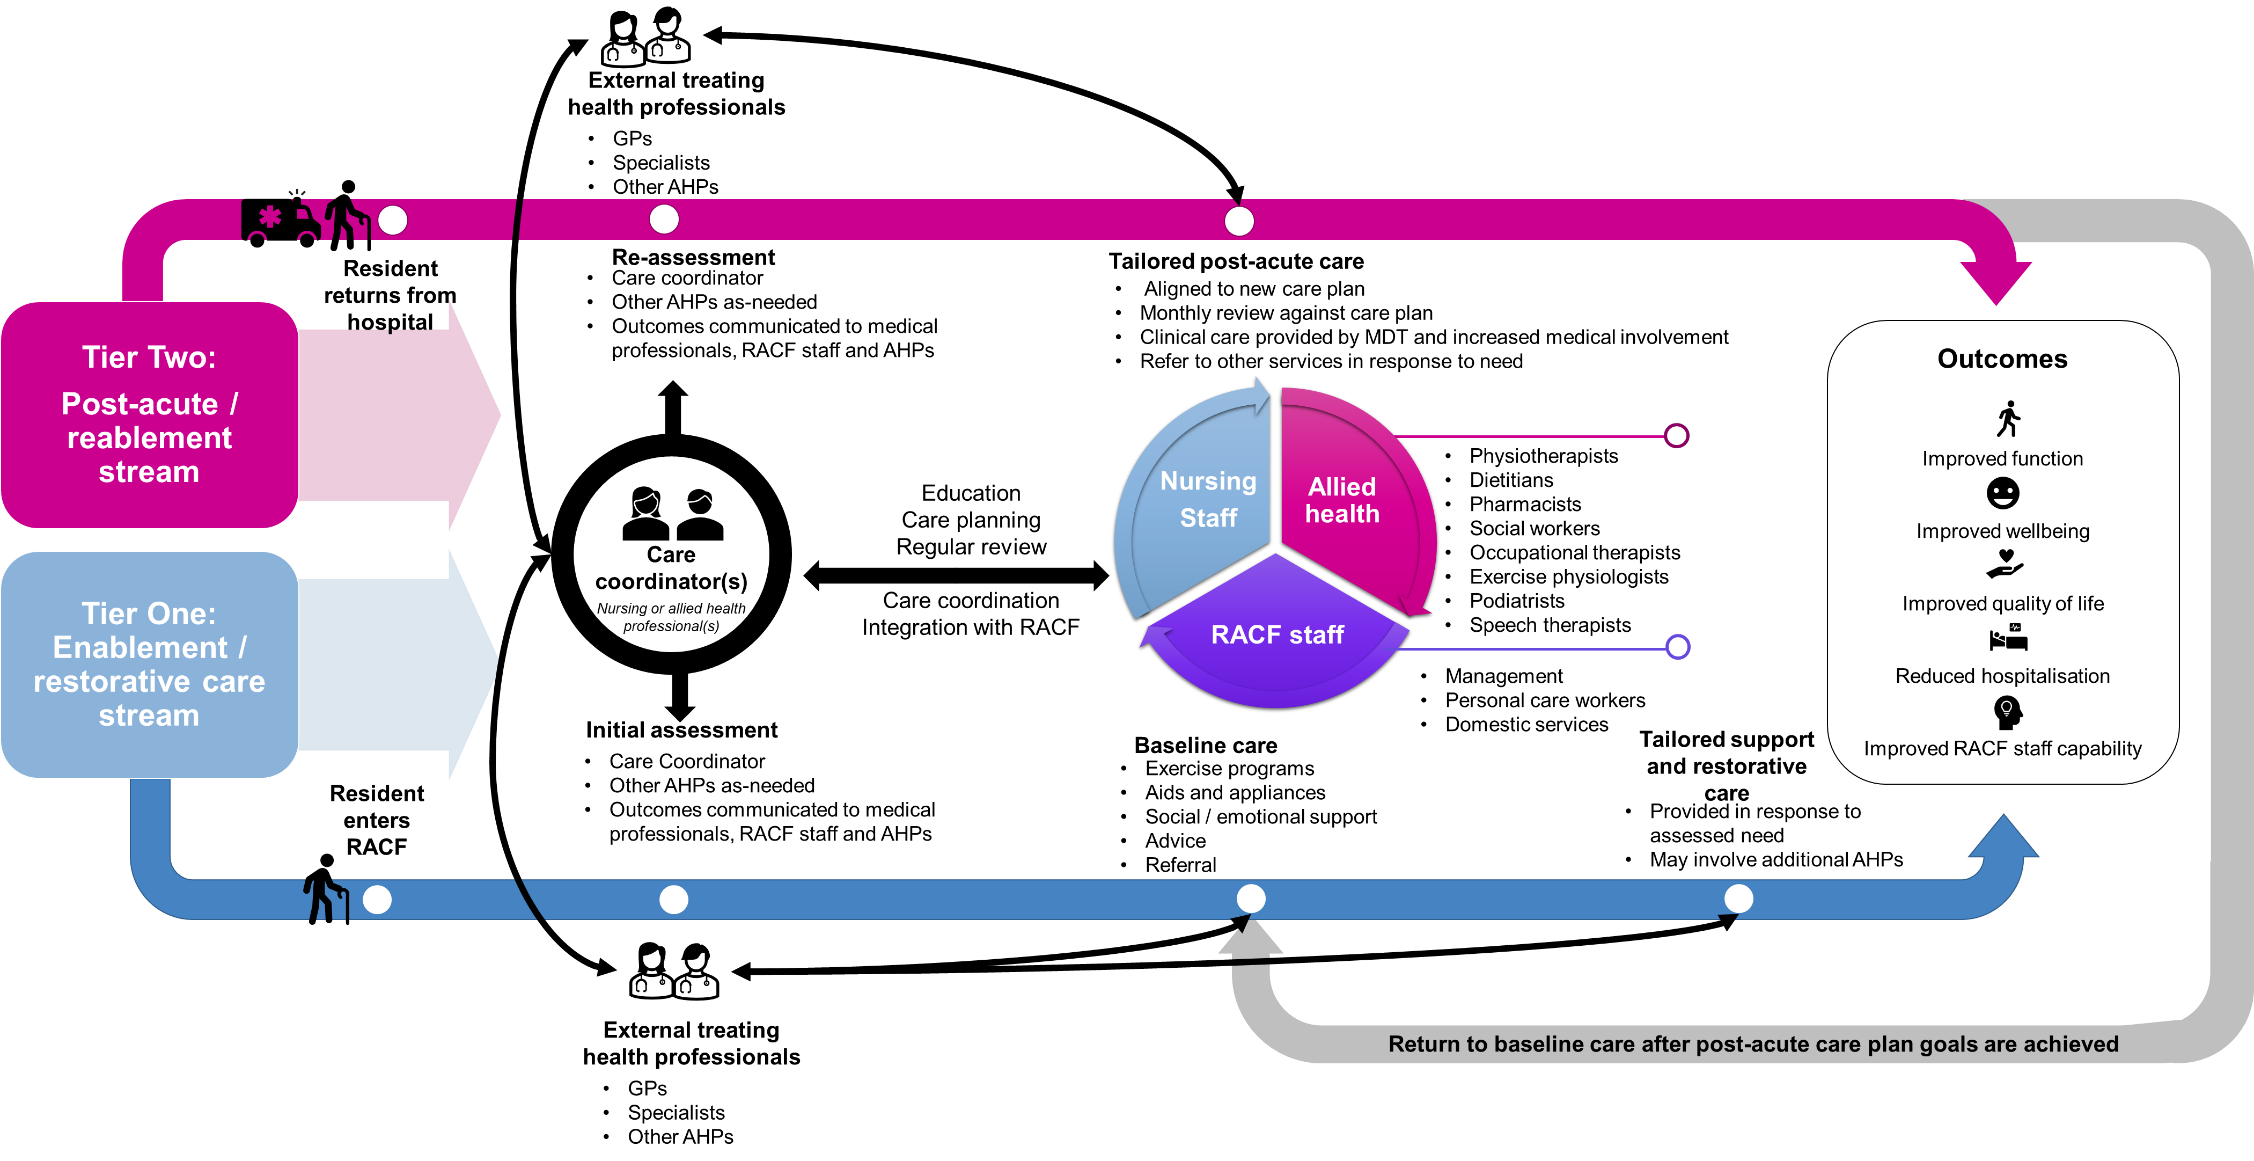 External treating
health professionals
• GPs
• Specialists
• Other AHPs
Resident
returns from
hospital
Re-assessment
• Care coordinator
• Other AHPs as-needed
• Outcomes communicated to medical
professionals, RACF staff and AHPs
Tailored post-acute care
• Aligned to new care plan
• Monthly review against care plan
• Clinical care provided by MDT and increased medical involvement
• Refer to other services in response to need
Tier Two:
Post-acute /
reablement
stream
Tier One:
Enablement /
restorative care
stream
Care
coordinator(s)
Nursing or allied health
professional(s)
Education
Care planning
Regular review
Care coordination
Integration with RACF
Nursing
Staff
Allied
health
RACF staff
• Physiotherapists
• Dietitians
• Pharmacists
• Social workers
• Occupational therapists
• Exercise physiologists
• Podiatrists
• Speech therapists
• Management
• Personal care workers
• Domestic services
Outcomes
Improved function
Improved wellbeing
Improved quality of life
Reduced hospitalisation
Improved RACF staff capability
Resident
enters
RACF
Initial assessment
• Care Coordinator
• Other AHPs as-needed
• Outcomes communicated to medical
professionals, RACF staff and AHPs
Baseline care
• Exercise programs
• Aids and appliances
• Social / emotional support
• Advice
• Referral
Tailored support
and restorative
care
• Provided in response to
assessed need
• May involve additional AHPs
External treating
health professionals
• GPs
• Specialists
• Other AHPs
Return to baseline care after post-acute care plan goals are achieved